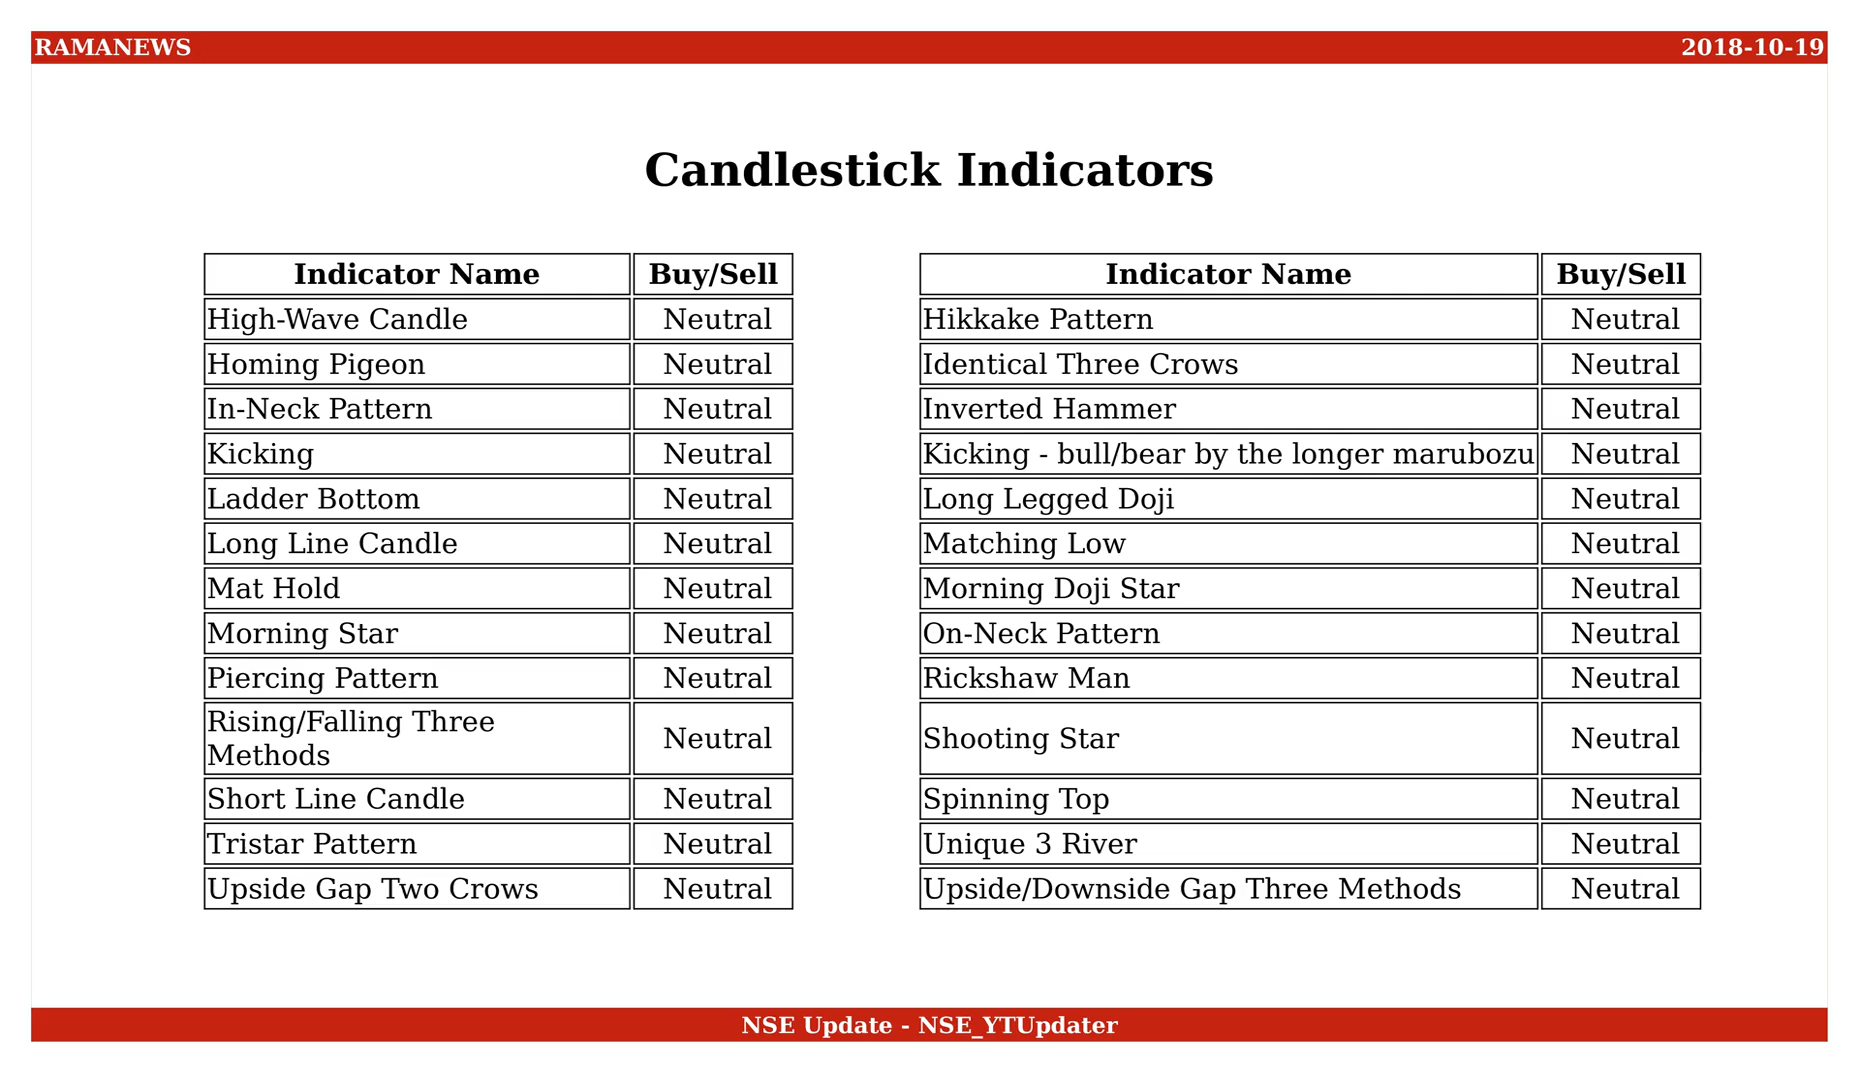 RAMANEWS 2018-10-19
Candlestick Indicators
Indicator Name Buy/Sell Indicator Name Buy/Sell
High-Wave Candle Neutral Hikkake Pattern Neutral
Homing Pigeon Neutral Identical Three Crows Neutral
In-Neck Pattern Neutral Inverted Hammer Neutral
Kicking Neutral Kicking - bull/bear by the longer marubozu Neutral
Ladder Bottom Neutral Long Legged Doji Neutral
Long Line Candle Neutral Matching Low Neutral
Mat Hold Neutral Morning Doji Star Neutral
Morning Star Neutral On-Neck Pattern Neutral
Piercing Pattern Neutral Rickshaw Man Neutral
Rising/Falling Three
Methods Neutral Shooting Star Neutral
Short Line Candle Neutral Spinning Top Neutral
Tristar Pattern Neutral Unique 3 River Neutral
Upside Gap Two Crows Neutral Upside/Downside Gap Three Methods Neutral
NSE Update - NSE_YTUpdater